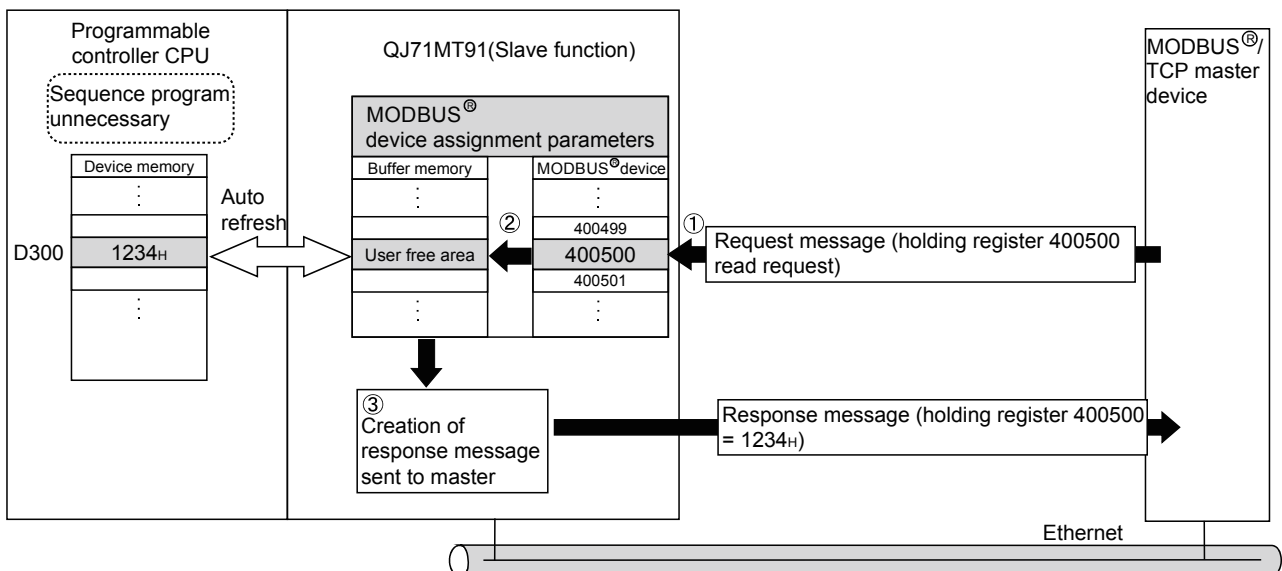 Programmable
controller CPU
Sequence program
unnecessary
Device memory
D300
1234H
Auto
refresh
QJ71MT91(Slave function)
MODBUS®
device assignment parameters
Buffer memory
MODBUS®device
②
①
400499
User free area
400500
400501
③
Creation of
response message
sent to master
Request message (holding register 400500
read request)
Response message (holding register 400500
= 1234H)
MODBUS®/
TCP master
device
Ethernet